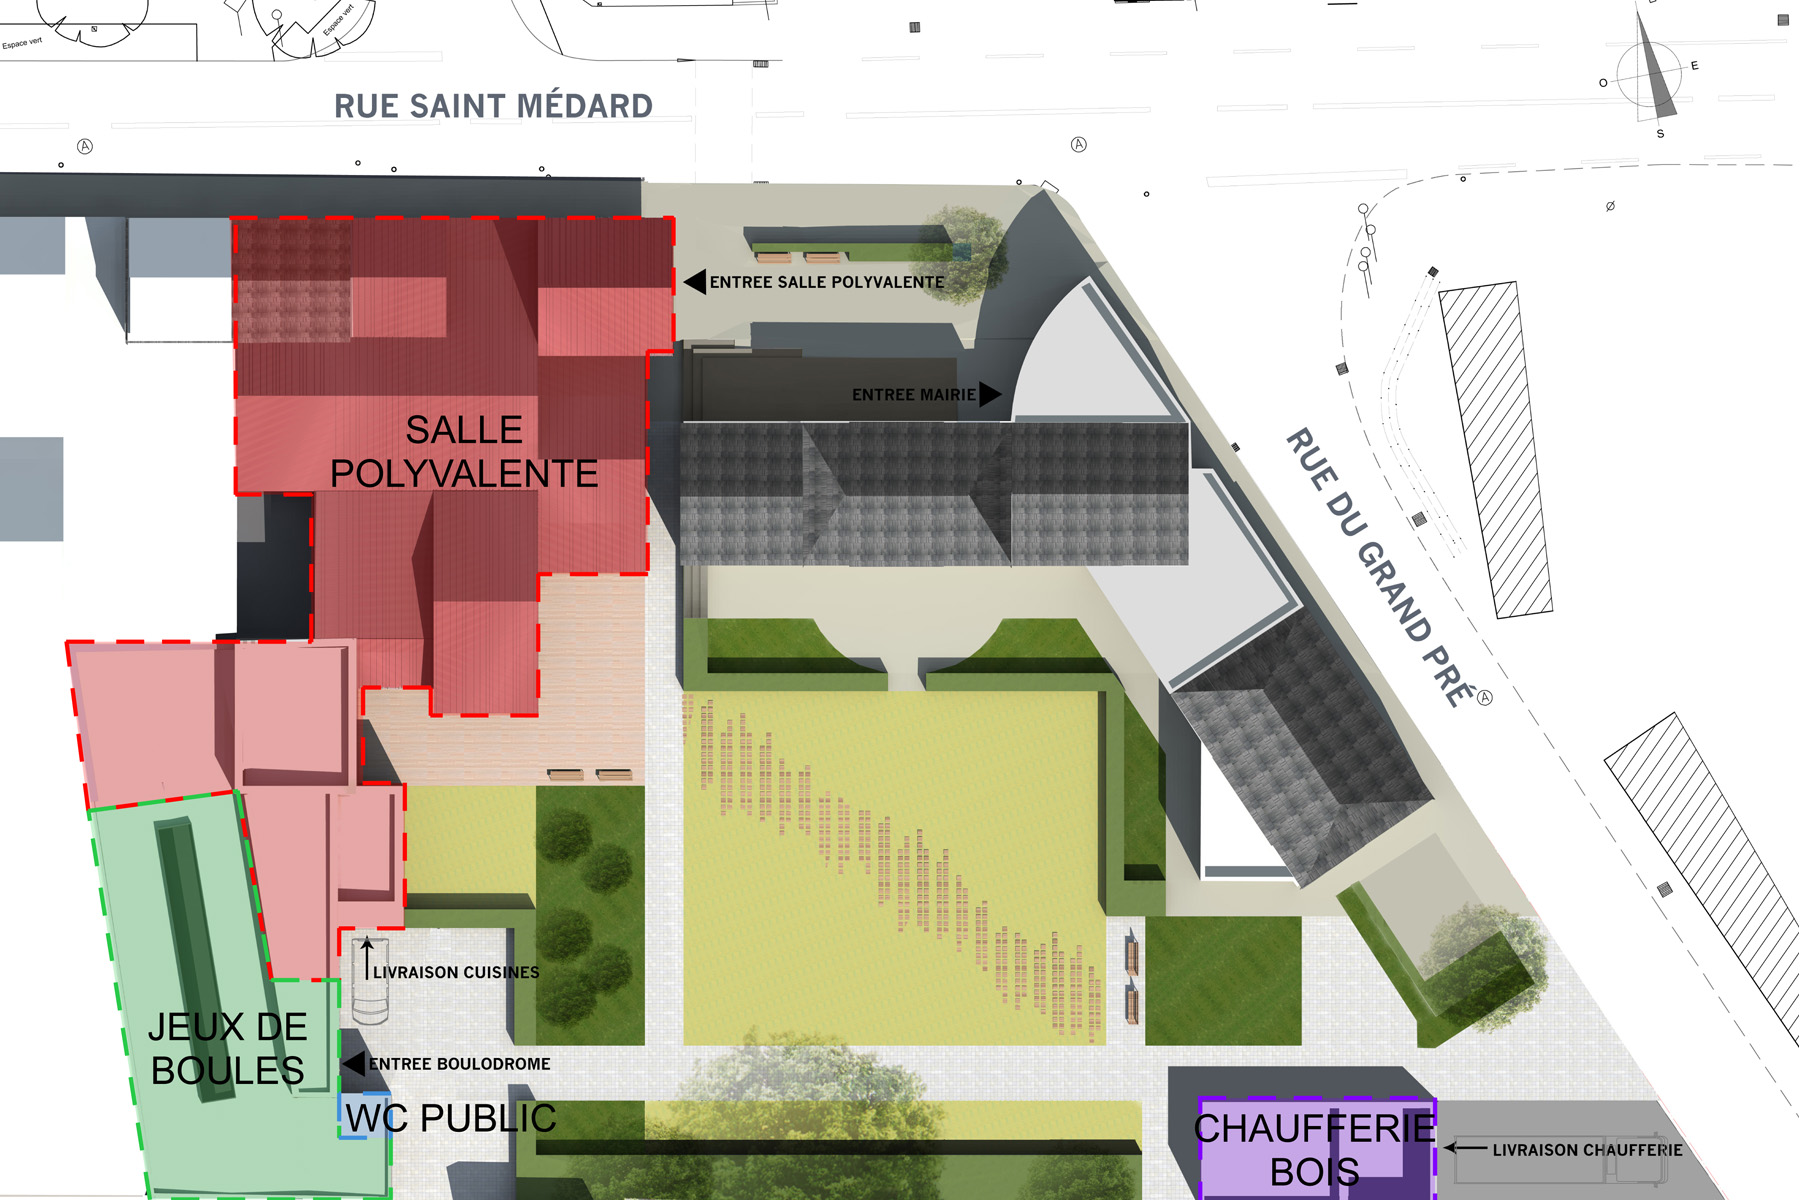 Espace vert
Espace vert
RUE SAINT MÉDARD
E
O
S
A
A
ENTREE SALLE POLYVALENTE
ENTREE MAIRIE
SALLE
POLYVALENTE
RUE DU GRAND PRÉ
A
LIVRAISON CUISINES
JEUX DE
BOULES
ENTREE BOULODROME
WC PUBLIC
CHAUFFERIE
BOIS
LIVRAISON CHAUFFERIE